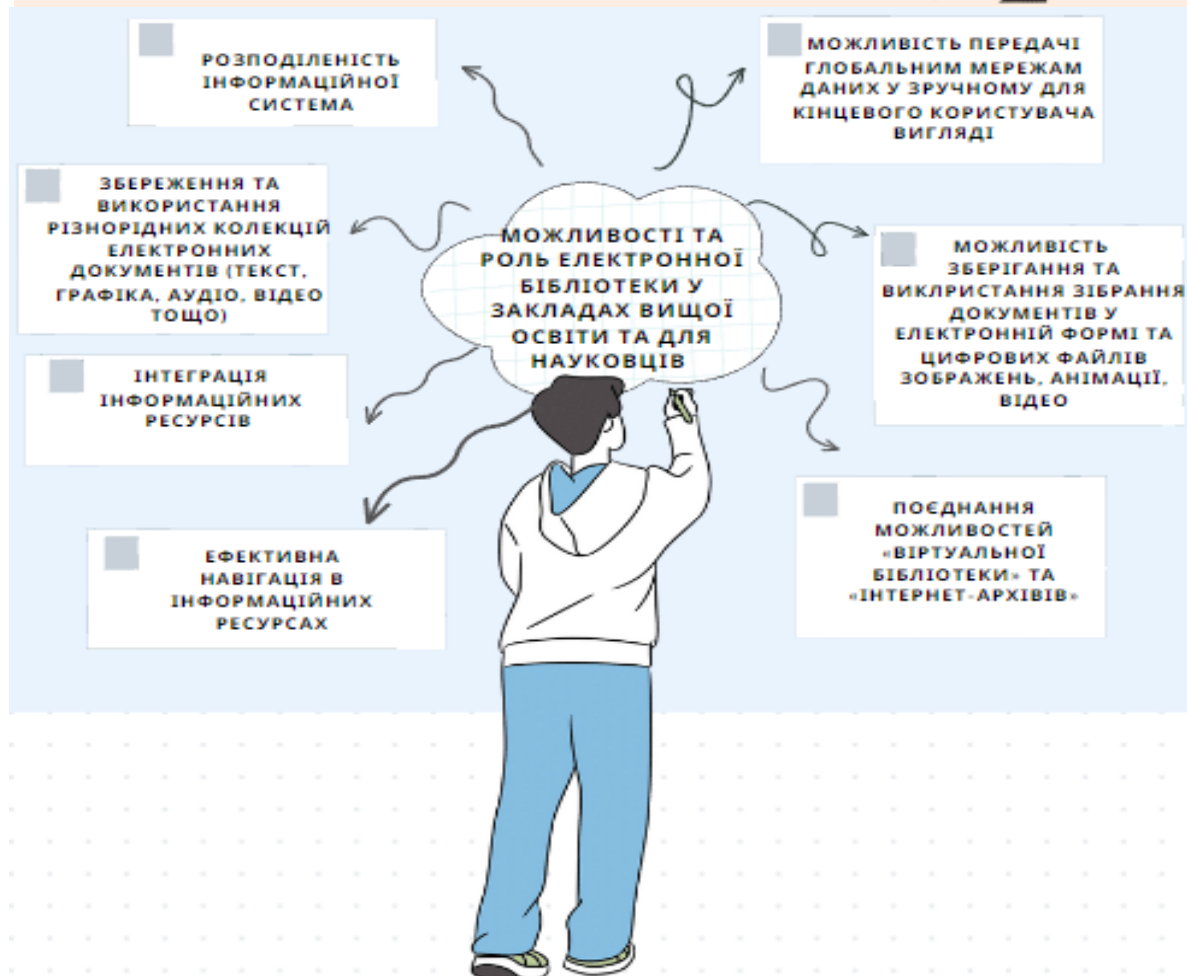 РОЗПОДІЛЕНІСТЬ
ІНФОРМАЦІЙНОЇ
СИСТЕМА
МОЖЛИВІСТЬ ПЕРЕДАЧІ
ГЛОБАЛЬНИМ МЕРЕЖАМ
ДАНИХ У ЗРУЧНОМУ ДЛЯ
КІНЦЕВОГО КОРИСТУВАЧА
ВИГЛЯДІ
ЗБЕРЕЖЕННЯ ТА
ВИКОРИСТАННЯ
РІЗНОРІДНИХ КОЛЕКЦІЙ
ЕЛЕКТРОННИХ
ДОКУМЕНТІВ (ТЕКСТ,
ГРАФІКА, АУДІО, ВІДЕО
ТОЩО)
МОЖЛИВОСТІ ТА
РОЛЬ ЕЛЕКТРОННОЇ
БІБЛІОТЕКИ У
ЗАКЛАДАХ ВИЩОЇ
ОСВІТИ ТА ДЛЯ
НАУКОВЦІВ
МОЖЛИВІСТЬ
ЗБЕРІГАННЯ ТА
ВИКЛРИСТАННЯ ЗІБРАННЯ
ДОКУМЕНТІВ У
ЕЛЕКТРОННІЙ ФОРМІ ТА
ЦИФРОВИХ ФАЙЛІВ
ЗОБРАЖЕНЬ, АНІМАЦІЇ,
ВІДЕО
ІНТЕГРАЦІЯ
ІНФОРМАЦІЙНИХ
РЕСУРСІВ
ЕФЕКТИВНА
НАВІГАЦІЯ В
ІНФОРМАЦІЙНИХ
РЕСУРСАХ
ПОЄДНАННЯ
МОЖЛИВОСТЕЙ
«ВІРТУАЛЬНОЇ
БІБЛІОТЕКИ» ТА
«ІНТЕРНЕТ-АРХІВІВ»